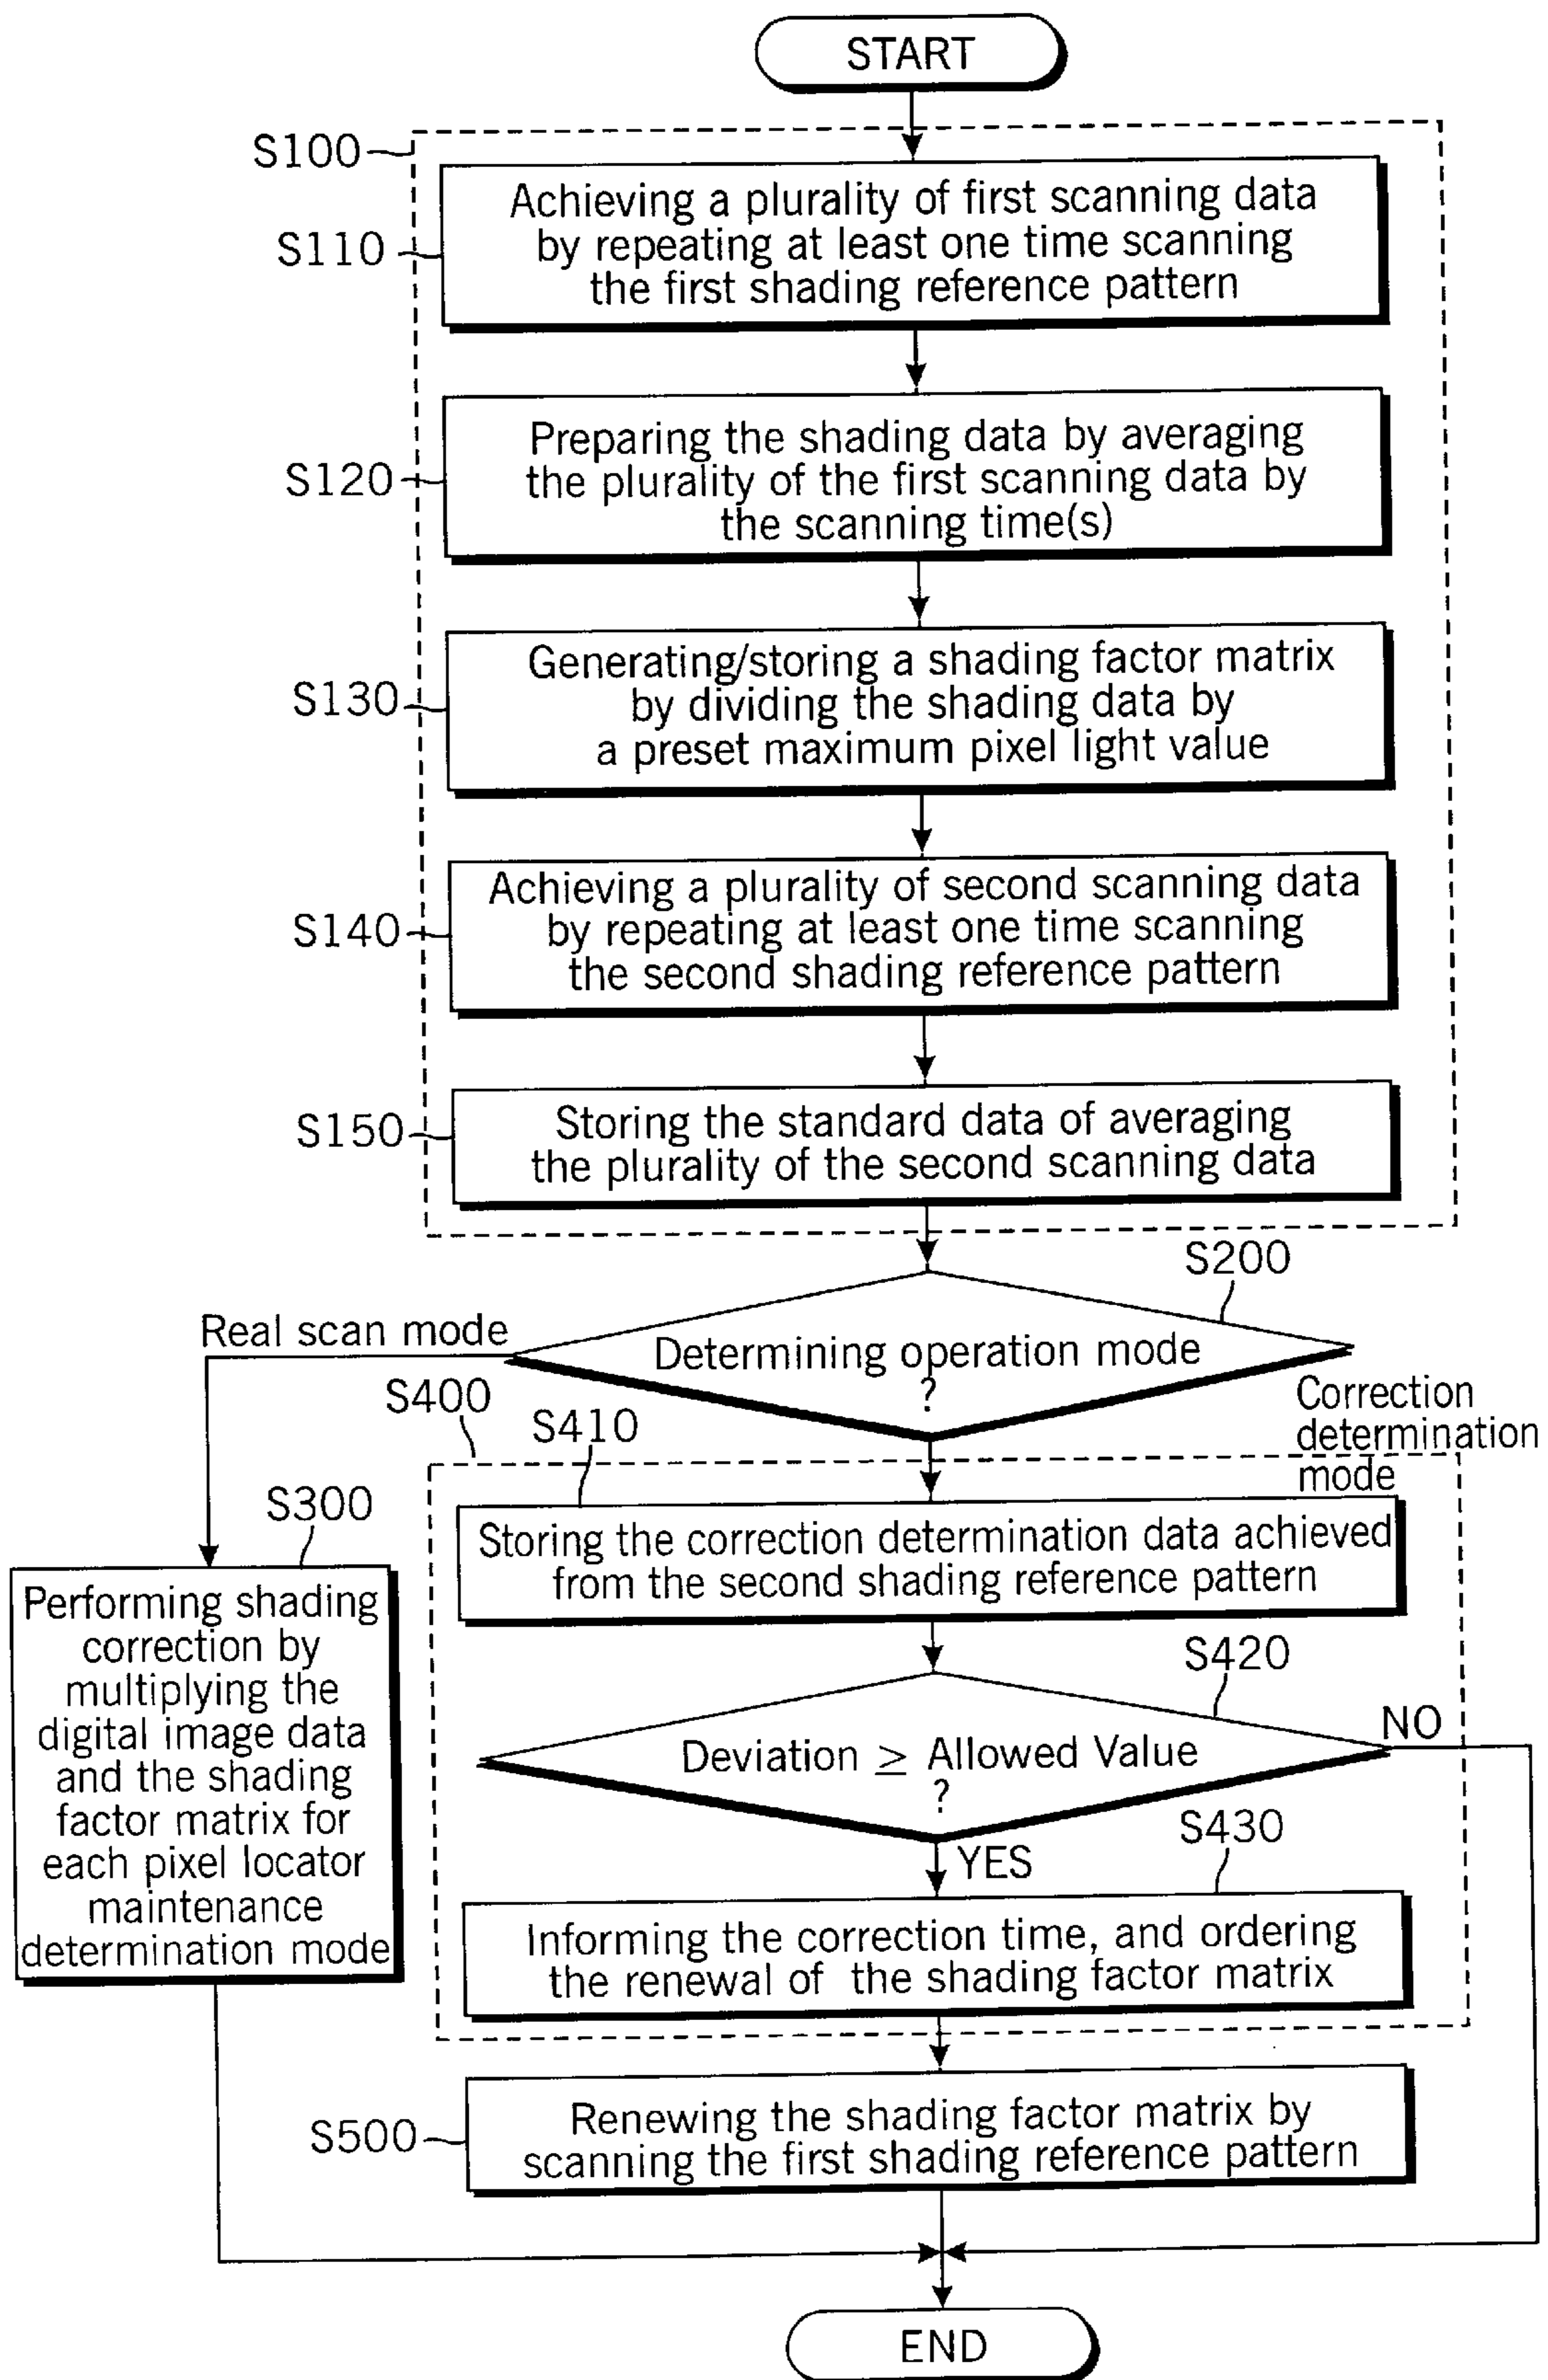 START
S100
S110
Achieving a plurality of first scanning data
by repeating at least one time scanning
the first shading reference pattern
S120
Preparing the shading data by averaging
the plurality of the first scanning data by
the scanning time(s)
S130
Generating/storing a shading factor matrix
by dividing the shading data by
a preset maximum pixel light value
S140
Achieving a plurality of second scanning data
by repeating at least one time scanning
the second shading reference pattern
S150
Storing the standard data of averaging
the plurality of the second scanning data
S200
Determining operation mode
?
Real scan mode
Correction
determination
mode
S300
Performing shading
correction by
multiplying the
digital image data
and the shading
factor matrix for
each pixel locator
maintenance
determination mode
S400
S410
Storing the correction determination data achieved
from the second shading reference pattern
S420
Deviation ≥ Allowed Value
?
NO
YES
S430
Informing the correction time, and ordering
the renewal of the shading factor matrix
S500
Renewing the shading factor matrix by
scanning the first shading reference pattern
END